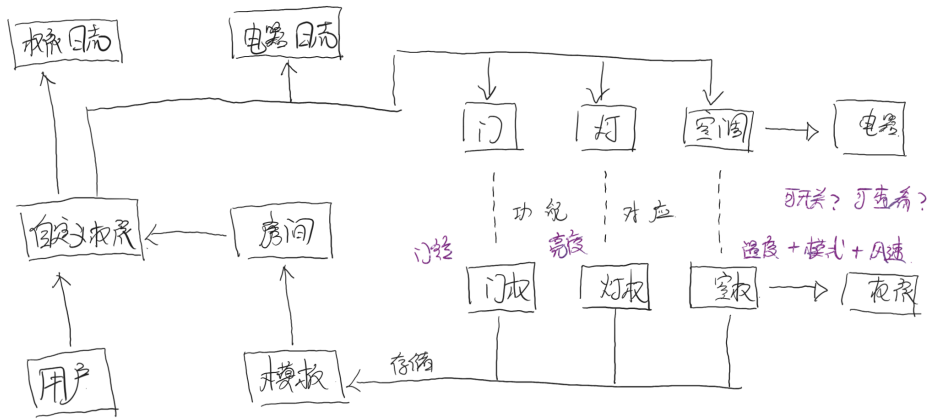 权限日志
电器日志
门
灯
空调
电器
可开关？可查看？
功能 对应
自定义权限
房间
门锁
亮度
温度+模式+风速
门权
灯权
空权
权限
存储
用户
模板